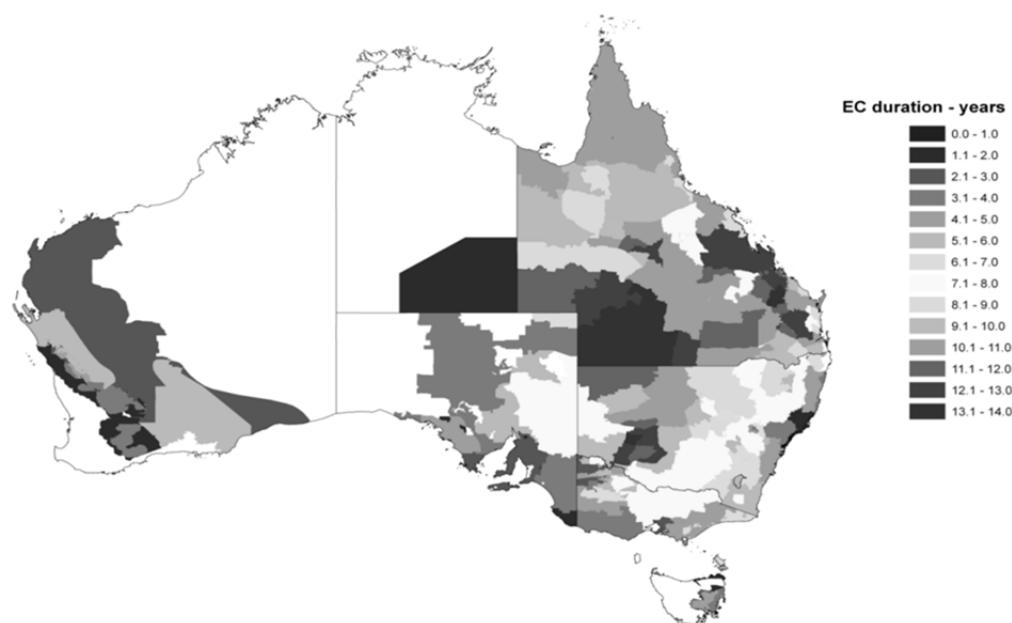 EC duration - years
0.0 - 1.0
1.1 - 2.0
2.1 - 3.0
3.1 - 4.0
4.1 - 5.0
5.1 - 6.0
6.1 - 7.0
7.1 - 8.0
8.1 - 9.0
9.1 - 10.0
10.1 - 11.0
11.1 - 12.0
12.1 - 13.0
13.1 - 14.0